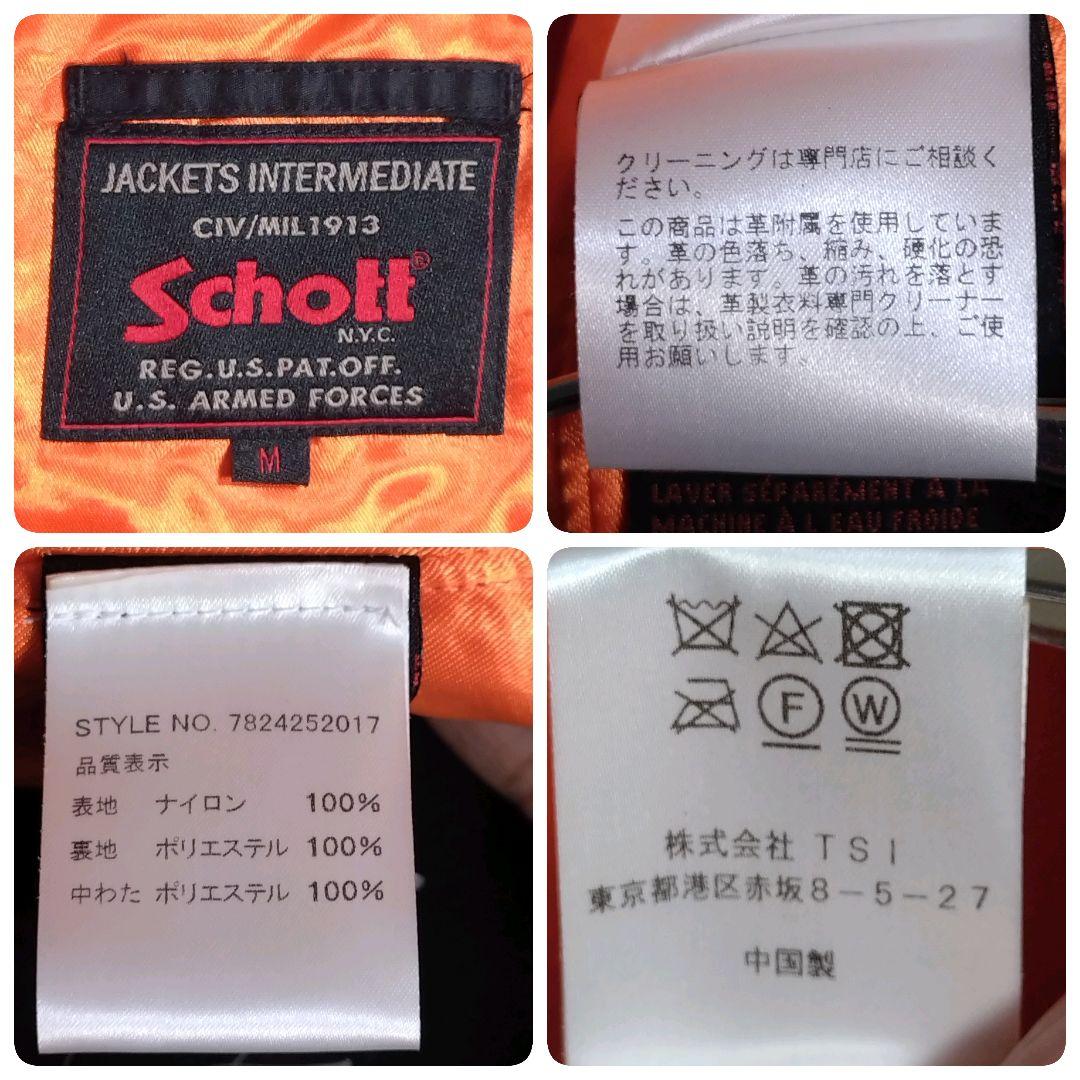 JACKETS INTERMEDIATE
CIV/MIL1913
Schott®
N.Y.C.
REG.U.S.PAT.OFF.
U.S. ARMED FORCES
M
クリーニングは専門店にご相談く
ださい。
この商品は革附属を使用していま
す。革の色落ち、縮み、硬化の恐
れがあります。革の汚れを落とす
場合は、革製衣料専門クリーナー
を取り扱い説明を確認の上、ご使
用お願いします。
LAVER SÉPARÉMENT À LA
MACHINE À L'EAU FROIDE
STYLE NO. 7824252017
品質表示
表地 ナイロン 100%
裏地 ポリエステル 100%
中わた ポリエステル 100%
F W
株式会社 TSI
東京都港区赤坂8-5-27
中国製